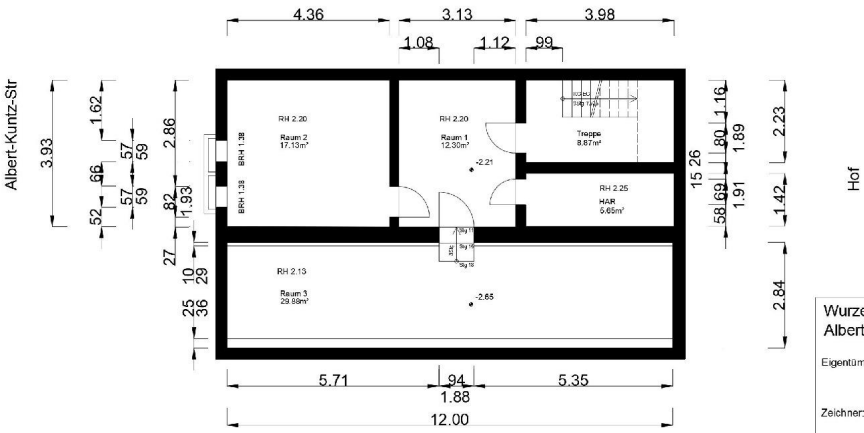 4.36 3.13 3.98
1.08 1.12 99
Albert-Kuntz-Str
3.93
1.62
66
52
57
57
59
59
2.86
82
1.93
27
10
29
25
36
BRH 1.38
BRH 1.38
RH 2.20
Raum 2
17.13m²
RH 2.20
Raum 1
12.30m²
-2.21
Treppe
8.87m²
RH 2.25
HAR
5.65m²
Stg 18
RH 2.13
Raum 3
29.88m²
-2.65
1.16
80
1.89
15 26
69
58
1.91
2.23
1.42
2.84
Hof
5.71 94 5.35
1.88
12.00
Wurze
Albert
Eigentüm
Zeichner: